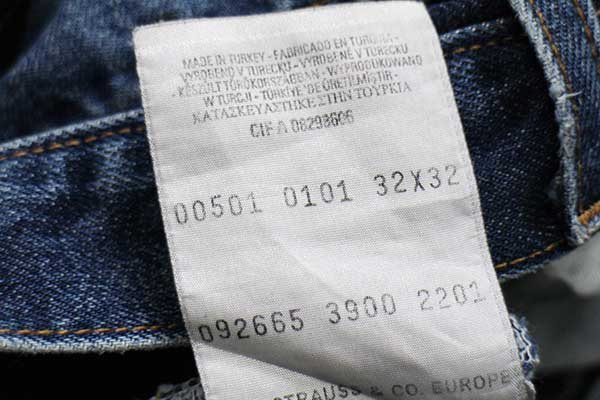 MADE IN TURKEY - FABRICADO EN TURQUIA
VYROBENO V TURECKU - VYROBENÉ V TURECKU
- KÉSZÜLT TÖRÖKORSZÁGBAN - WYPRODUKOWANO
W TURCJI - TÜRKİYE'DE ÜRETİLMİŞTİR -
ΚΑΤΑΣΚΕΥΑΣΤΗΚΕ ΣΤΗΝ ΤΟΥΡΚΙΑ
CIF A 08293606
00501 0101 32X32
092665 3900 2201
STRAUSS & CO. EUROPE